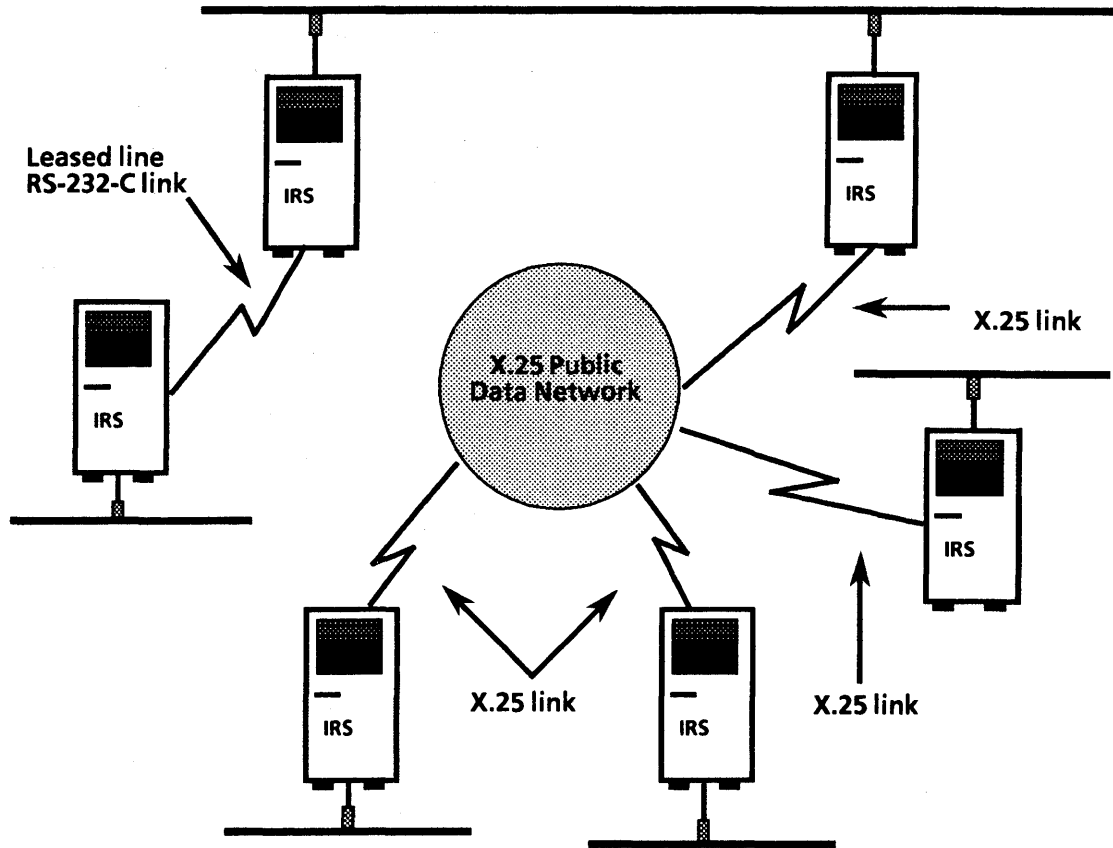 Leased line
RS-232-C link
IRS
IRS
X.25 link
X.25 Public
Data Network
IRS
IRS
X.25 link
X.25 link
IRS
IRS